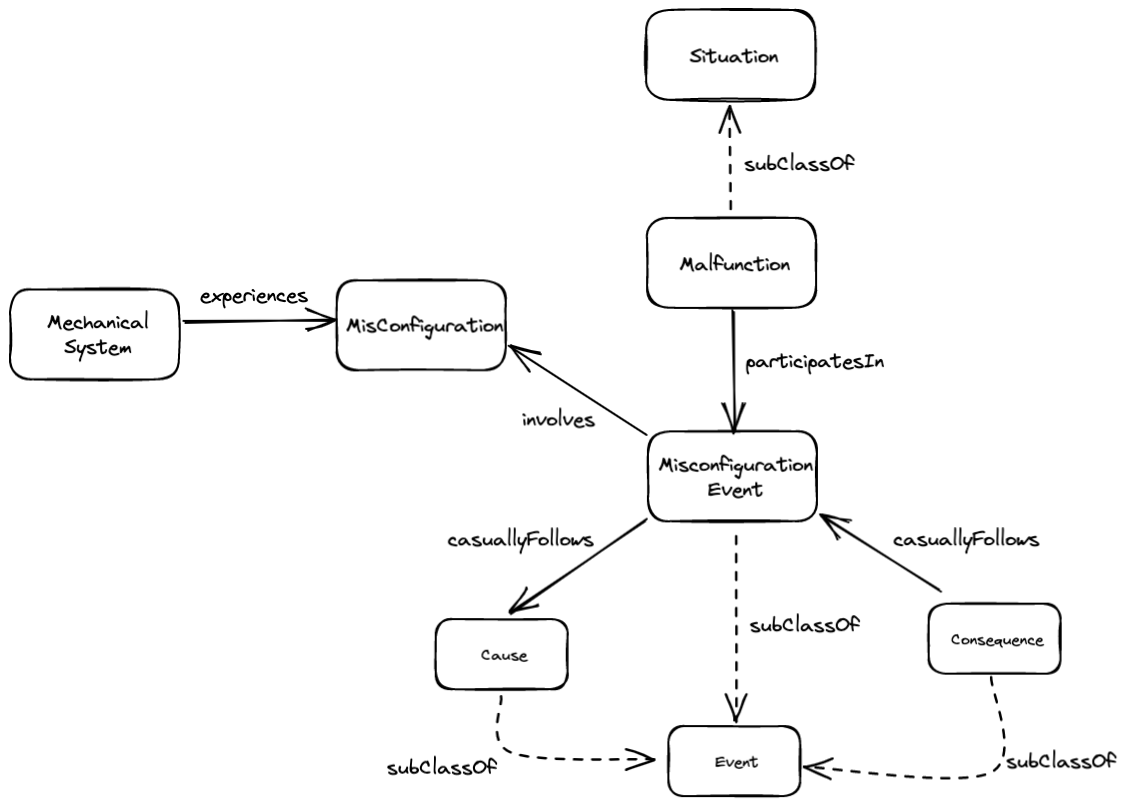 Situation
subClassOf
Malfunction
experiences
Mechanical
System
MisConfiguration
participatesIn
involves
Misconfiguration
Event
casuallyFollows
casuallyFollows
subClassOf
Cause
Consequence
subClassOf
Event
subClassOf